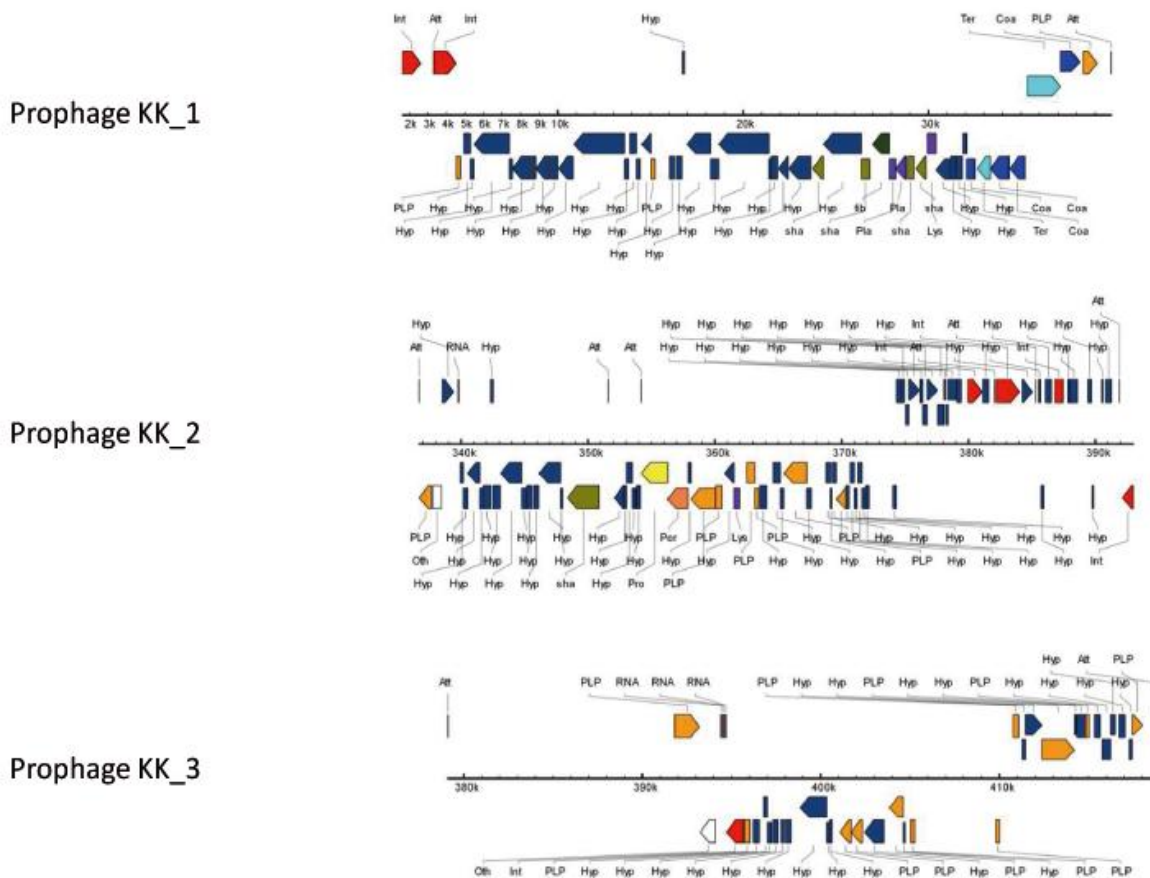 Int Att Int Hyp Ter Coa PLP Att
Prophage KK_1
2k 3k 4k 5k 6k 7k 8k 9k 10k 20k 30k
PLP Hyp Hyp Hyp Hyp Hyp Hyp PLP Hyp Hyp Hyp Hyp Hyp fib Pla sha Hyp Hyp Coa Coa
Hyp Hyp Hyp Hyp Hyp Hyp Hyp Hyp Hyp Hyp Hyp sha sha Pla sha Lys Hyp Hyp Ter Coa
Hyp Hyp
Att
Hyp Hyp Hyp Hyp Hyp Hyp Hyp Hyp Int Att Hyp Hyp Hyp Hyp
Att RNA Hyp Att Att Hyp Hyp Hyp Hyp Hyp Hyp Int Att Hyp Hyp Int Hyp Hyp
Prophage KK_2
340k 350k 360k 370k 380k 390k
PLP Hyp Hyp Hyp Hyp Hyp Hyp Per PLP Lys PLP Hyp PLP Hyp Hyp Hyp Hyp Hyp Hyp
Oth Hyp Hyp Hyp Hyp Hyp Hyp Hyp Hyp PLP Hyp Hyp Hyp Hyp PLP Hyp Hyp Hyp Hyp Int
Hyp Hyp Hyp Hyp sha Hyp Pro PLP
Hyp Att PLP
Att PLP RNA RNA RNA PLP Hyp Hyp PLP Hyp Hyp PLP Hyp Hyp Hyp Hyp
Prophage KK_3
380k 390k 400k 410k
Oth Int PLP Hyp Hyp Hyp Hyp Hyp Hyp Hyp Hyp Hyp PLP PLP PLP Hyp PLP Hyp PLP PLP